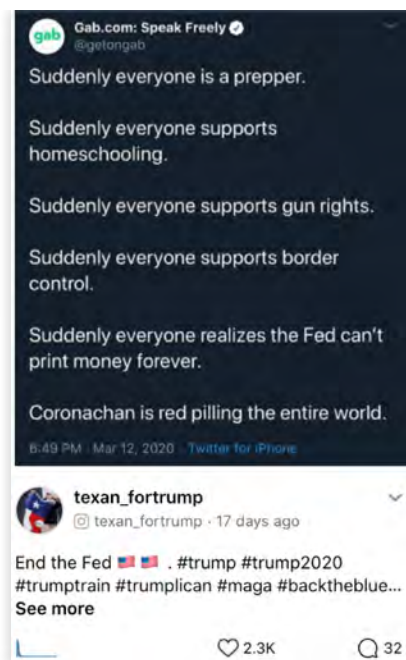 gab
Gab.com: Speak Freely
@getongab
Suddenly everyone is a prepper.
Suddenly everyone supports
homeschooling.
Suddenly everyone supports gun rights.
Suddenly everyone supports border
control.
Suddenly everyone realizes the Fed can't
print money forever.
Coronachan is red pilling the entire world.
6:49 PM · Mar 12, 2020 · Twitter for iPhone
texan_fortrump
texan_fortrump · 17 days ago
End the Fed 🇺🇸 🇺🇸 . #trump #trump2020
#trumptrain #trumplican #maga #backtheblue...
See more
2.3K 32